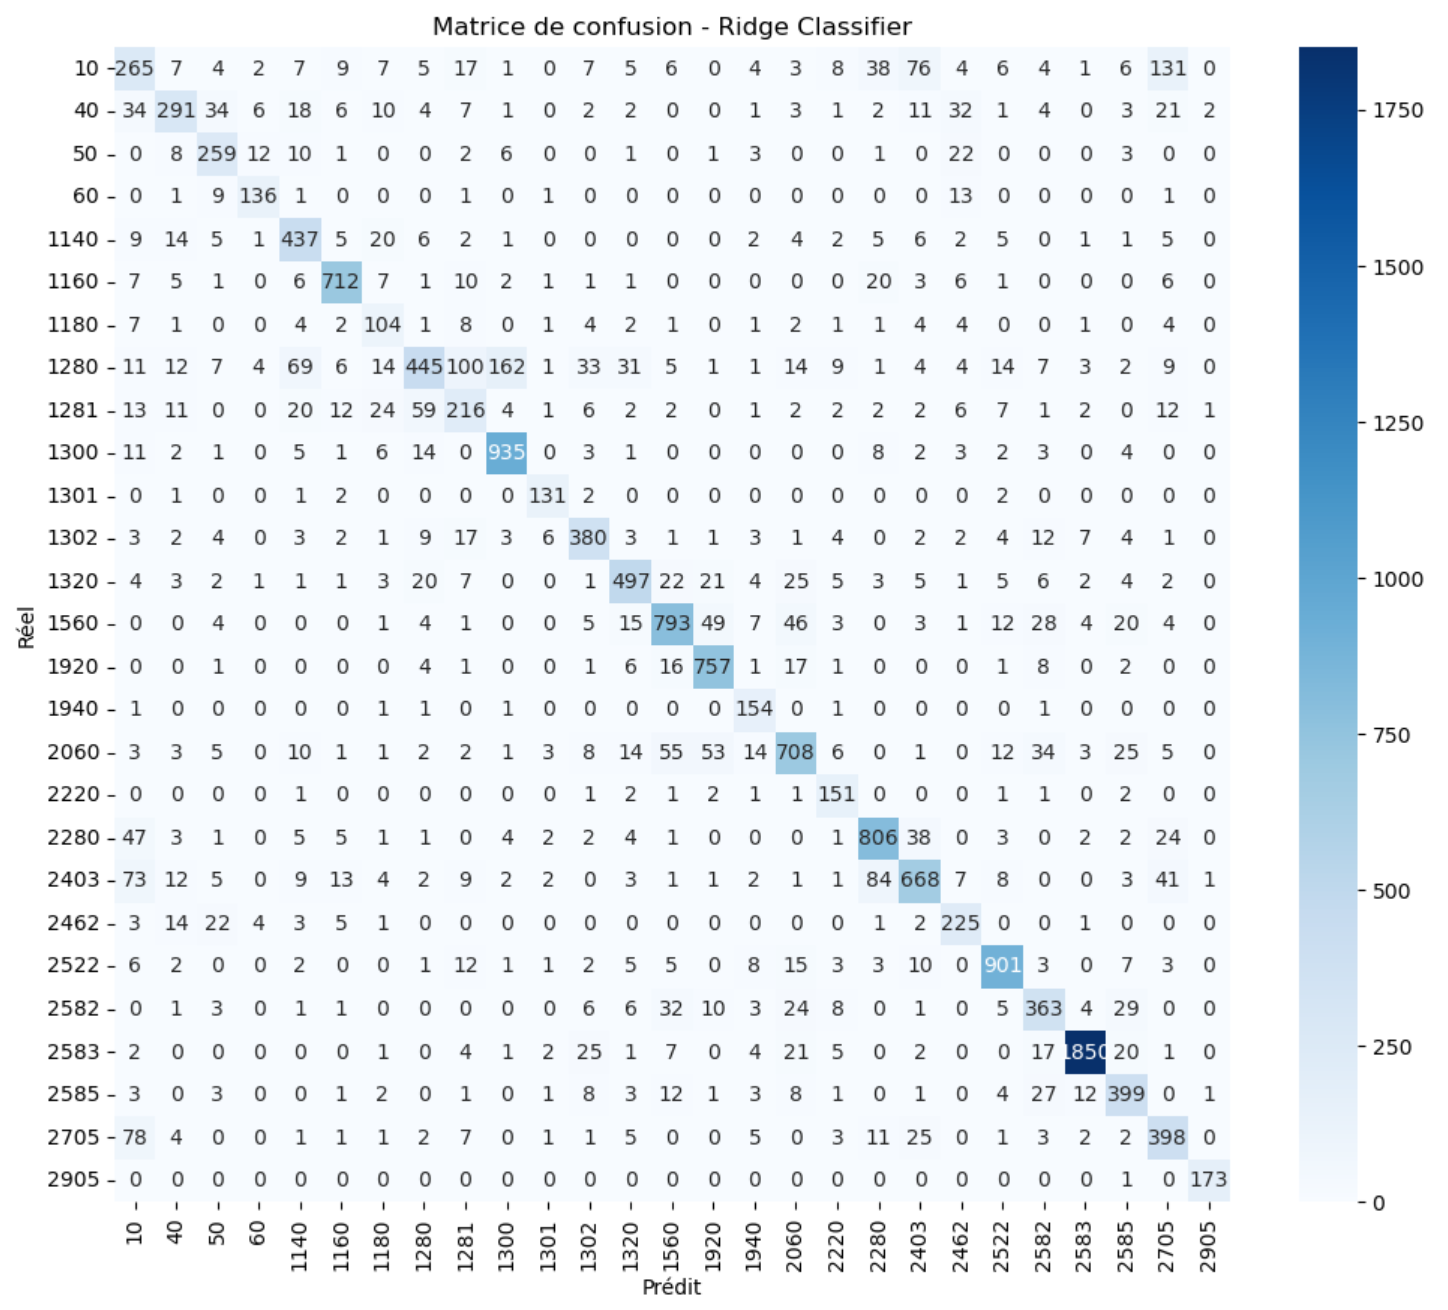 Matrice de confusion - Ridge Classifier
10 265 7 4 2 7 9 7 5 17 1 0 7 5 6 0 4 3 8 38 76 4 6 4 1 6 131 0
40 34 291 34 6 18 6 10 4 7 1 0 2 2 0 0 1 3 1 2 11 32 1 4 0 3 21 2
50 0 8 259 12 10 1 0 0 2 6 0 0 1 0 1 3 0 0 1 0 22 0 0 0 3 0 0
60 0 1 9 136 1 0 0 0 1 0 1 0 0 0 0 0 0 0 0 0 13 0 0 0 0 1 0
1140 9 14 5 1 437 5 20 6 2 1 0 0 0 0 0 2 4 2 5 6 2 5 0 1 1 5 0
1160 7 5 1 0 6 712 7 1 10 2 1 1 1 0 0 0 0 0 20 3 6 1 0 0 0 6 0
1180 7 1 0 0 4 2 104 1 8 0 1 4 2 1 0 1 2 1 1 4 4 0 0 1 0 4 0
1280 11 12 7 4 69 6 14 445 100 162 1 33 31 5 1 1 14 9 1 4 4 14 7 3 2 9 0
1281 13 11 0 0 20 12 24 59 216 4 1 6 2 2 0 1 2 2 2 2 6 7 1 2 0 12 1
1300 11 2 1 0 5 1 6 14 0 935 0 3 1 0 0 0 0 0 8 2 3 2 3 0 4 0 0
1301 0 1 0 0 1 2 0 0 0 0 131 2 0 0 0 0 0 0 0 0 0 2 0 0 0 0 0
1302 3 2 4 0 3 2 1 9 17 3 6 380 3 1 1 3 1 4 0 2 2 4 12 7 4 1 0
1320 4 3 2 1 1 1 3 20 7 0 0 1 497 22 21 4 25 5 3 5 1 5 6 2 4 2 0
1560 0 0 4 0 0 0 1 4 1 0 0 5 15 793 49 7 46 3 0 3 1 12 28 4 20 4 0
1920 0 0 1 0 0 0 0 4 1 0 0 1 6 16 757 1 17 1 0 0 0 1 8 0 2 0 0
1940 1 0 0 0 0 0 1 1 0 1 0 0 0 0 0 154 0 1 0 0 0 0 1 0 0 0 0
2060 3 3 5 0 10 1 1 2 2 1 3 8 14 55 53 14 708 6 0 1 0 12 34 3 25 5 0
2220 0 0 0 0 1 0 0 0 0 0 0 1 2 1 2 1 1 151 0 0 0 1 1 0 2 0 0
2280 47 3 1 0 5 5 1 1 0 4 2 2 4 1 0 0 0 1 806 38 0 3 0 2 2 24 0
2403 73 12 5 0 9 13 4 2 9 2 2 0 3 1 1 2 1 1 84 668 7 8 0 0 3 41 1
2462 3 14 22 4 3 5 1 0 0 0 0 0 0 0 0 0 0 0 1 2 225 0 0 1 0 0 0
2522 6 2 0 0 2 0 0 1 12 1 1 2 5 5 0 8 15 3 3 10 0 901 3 0 7 3 0
2582 0 1 3 0 1 1 0 0 0 0 0 6 6 32 10 3 24 8 0 1 0 5 363 4 29 0 0
2583 2 0 0 0 0 0 1 0 4 1 2 25 1 7 0 4 21 5 0 2 0 0 17 1850 20 1 0
2585 3 0 3 0 0 1 2 0 1 0 1 8 3 12 1 3 8 1 0 1 0 4 27 12 399 0 1
2705 78 4 0 0 1 1 1 2 7 0 1 1 5 0 0 5 0 3 11 25 0 1 3 2 2 398 0
2905 0 0 0 0 0 0 0 0 0 0 0 0 0 0 0 0 0 0 0 0 0 0 0 0 1 0 173
10 40 50 60 1140 1160 1180 1280 1281 1300 1301 1302 1320 1560 1920 1940 2060 2220 2280 2403 2462 2522 2582 2583 2585 2705 2905
Prédit
Réel
1750
1500
1250
1000
750
500
250
0